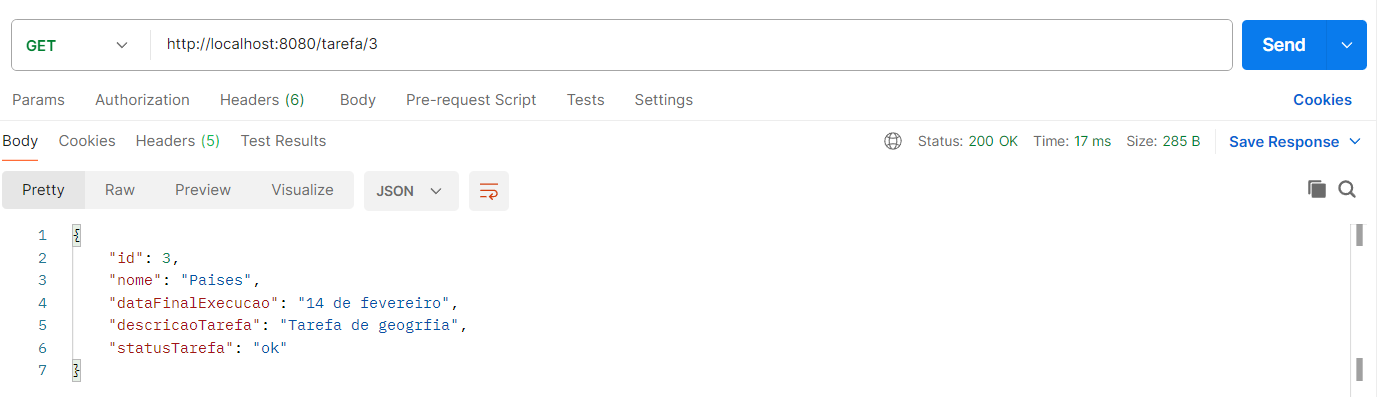 GET http://localhost:8080/tarefa/3 Send
Params Authorization Headers (6) Body Pre-request Script Tests Settings Cookies
Body Cookies Headers (5) Test Results Status: 200 OK Time: 17 ms Size: 285 B Save Response
Pretty Raw Preview Visualize JSON
1 {
2 "id": 3,
3 "nome": "Paises",
4 "dataFinalExecucao": "14 de fevereiro",
5 "descricaoTarefa": "Tarefa de geogrfia",
6 "statusTarefa": "ok"
7 }